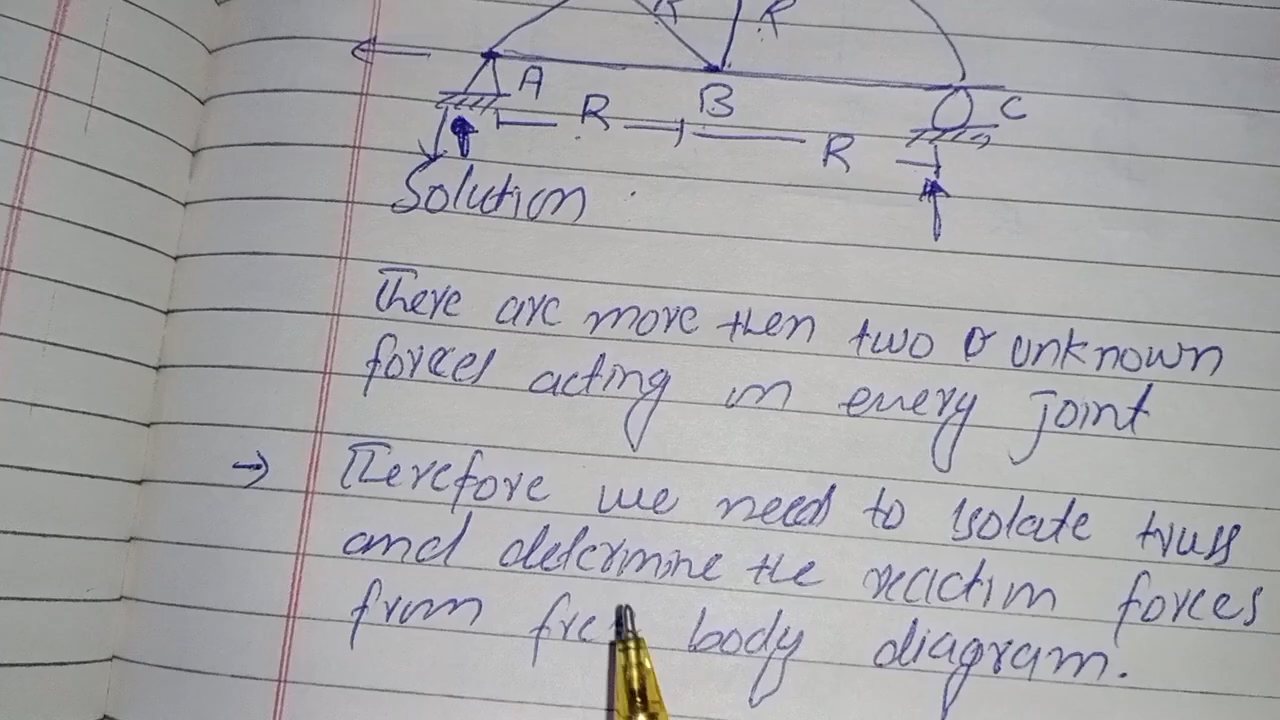 R R
A B C
R R
Solution
There are more then two unknown
forces acting in every joint
→ Therefore we need to isolate truss
and determine the reaction forces
from free body diagram.